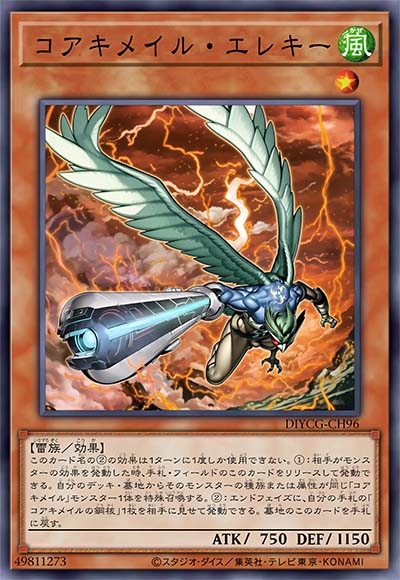 コアキメイル・エレキー
風
DIYCG-CH96
【雷族／効果】
このカード名の②の効果は1ターンに1度しか使用できない。①：相手がモンスタ
ーの効果を発動した時、手札・フィールドのこのカードをリリースして発動で
きる。自分のデッキ・墓地からそのモンスターの種族または属性が同じ「コア
キメイル」モンスター1体を特殊召喚する。②：エンドフェイズに、自分の手札の「
コアキメイルの鋼核」1枚を相手に見せて発動できる。墓地のこのカードを手札
に戻す。
ATK/ 750 DEF/1150
49811273
©スタジオ・ダイス／集英社・テレビ東京・KONAMI